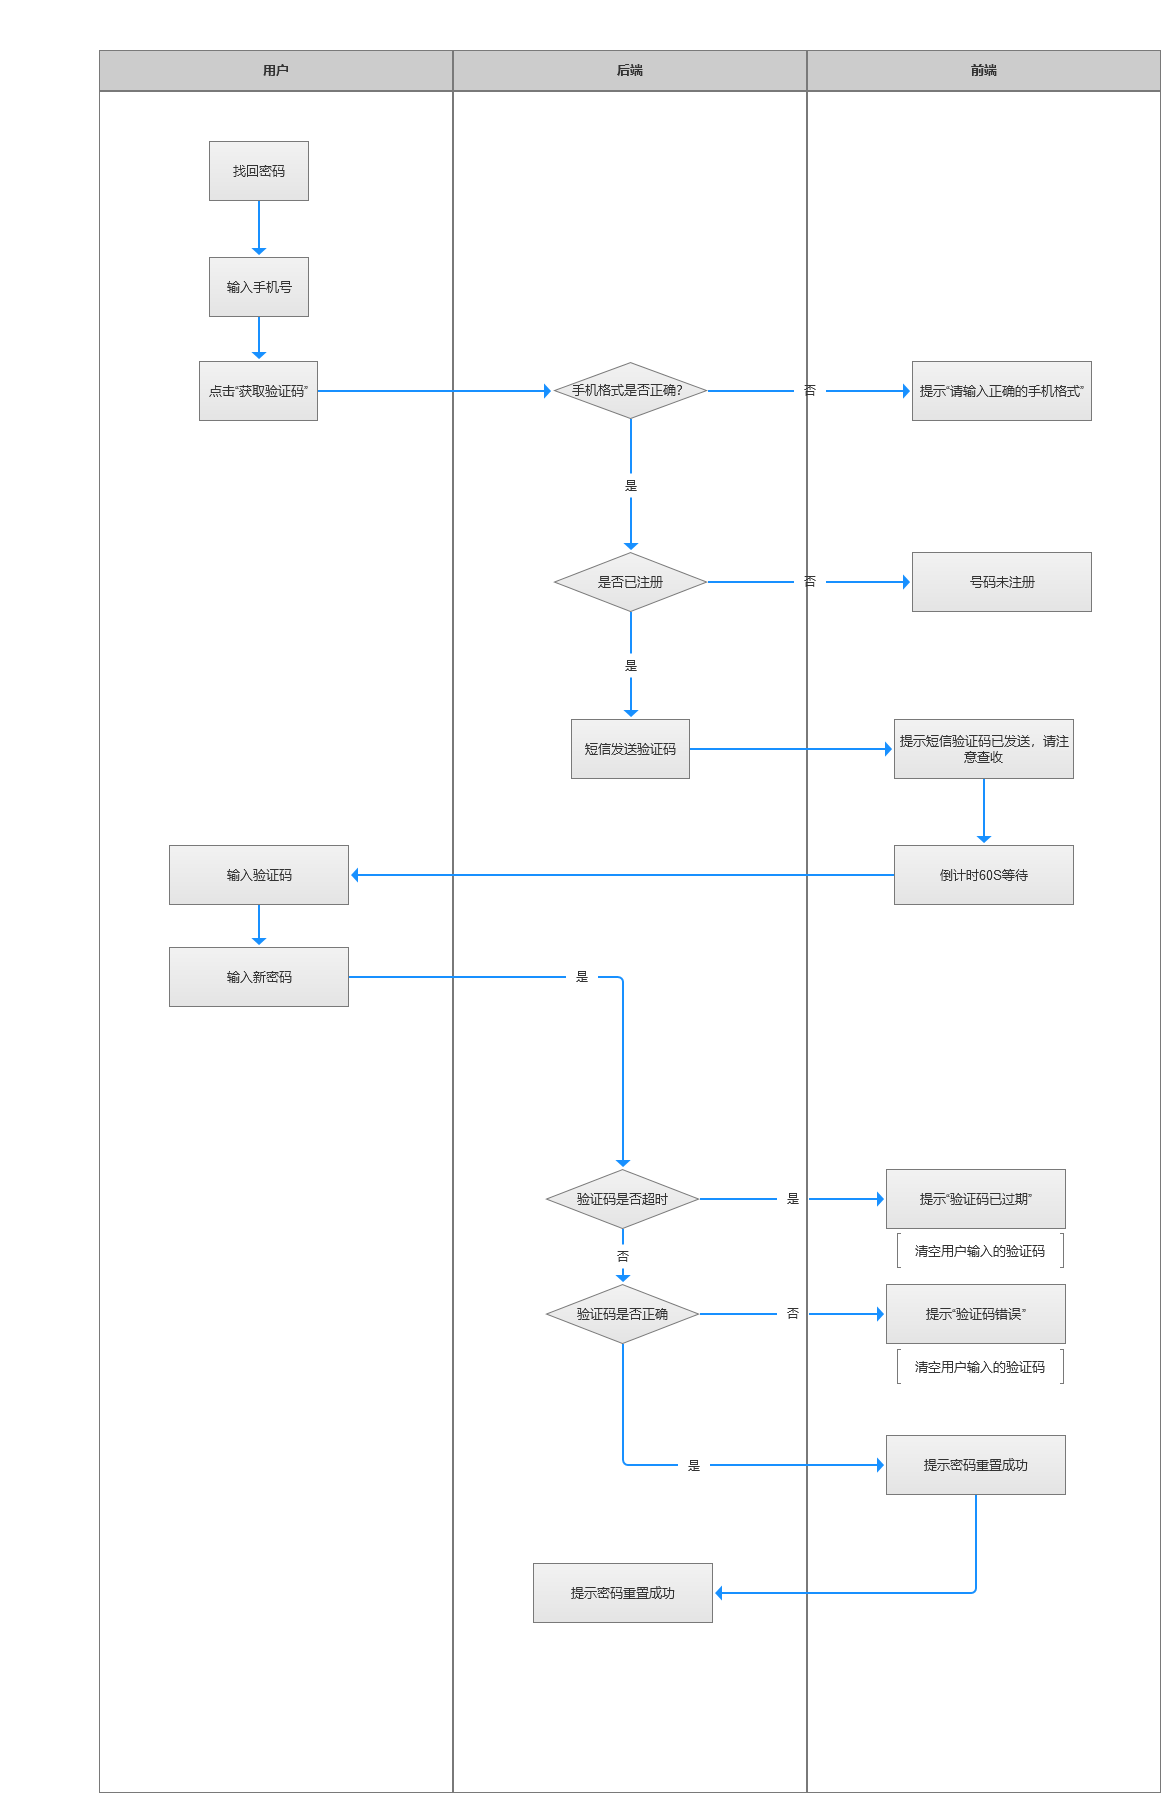 用户
后端
前端
找回密码
输入手机号
点击“获取验证码”
手机格式是否正确？
否
提示“请输入正确的手机格式”
是
是否已注册
否
号码未注册
是
短信发送验证码
提示短信验证码已发送，请注
意查收
输入验证码
倒计时60S等待
输入新密码
是
验证码是否超时
是
提示“验证码已过期”
否
清空用户输入的验证码
验证码是否正确
否
提示“验证码错误”
清空用户输入的验证码
是
提示密码重置成功
提示密码重置成功